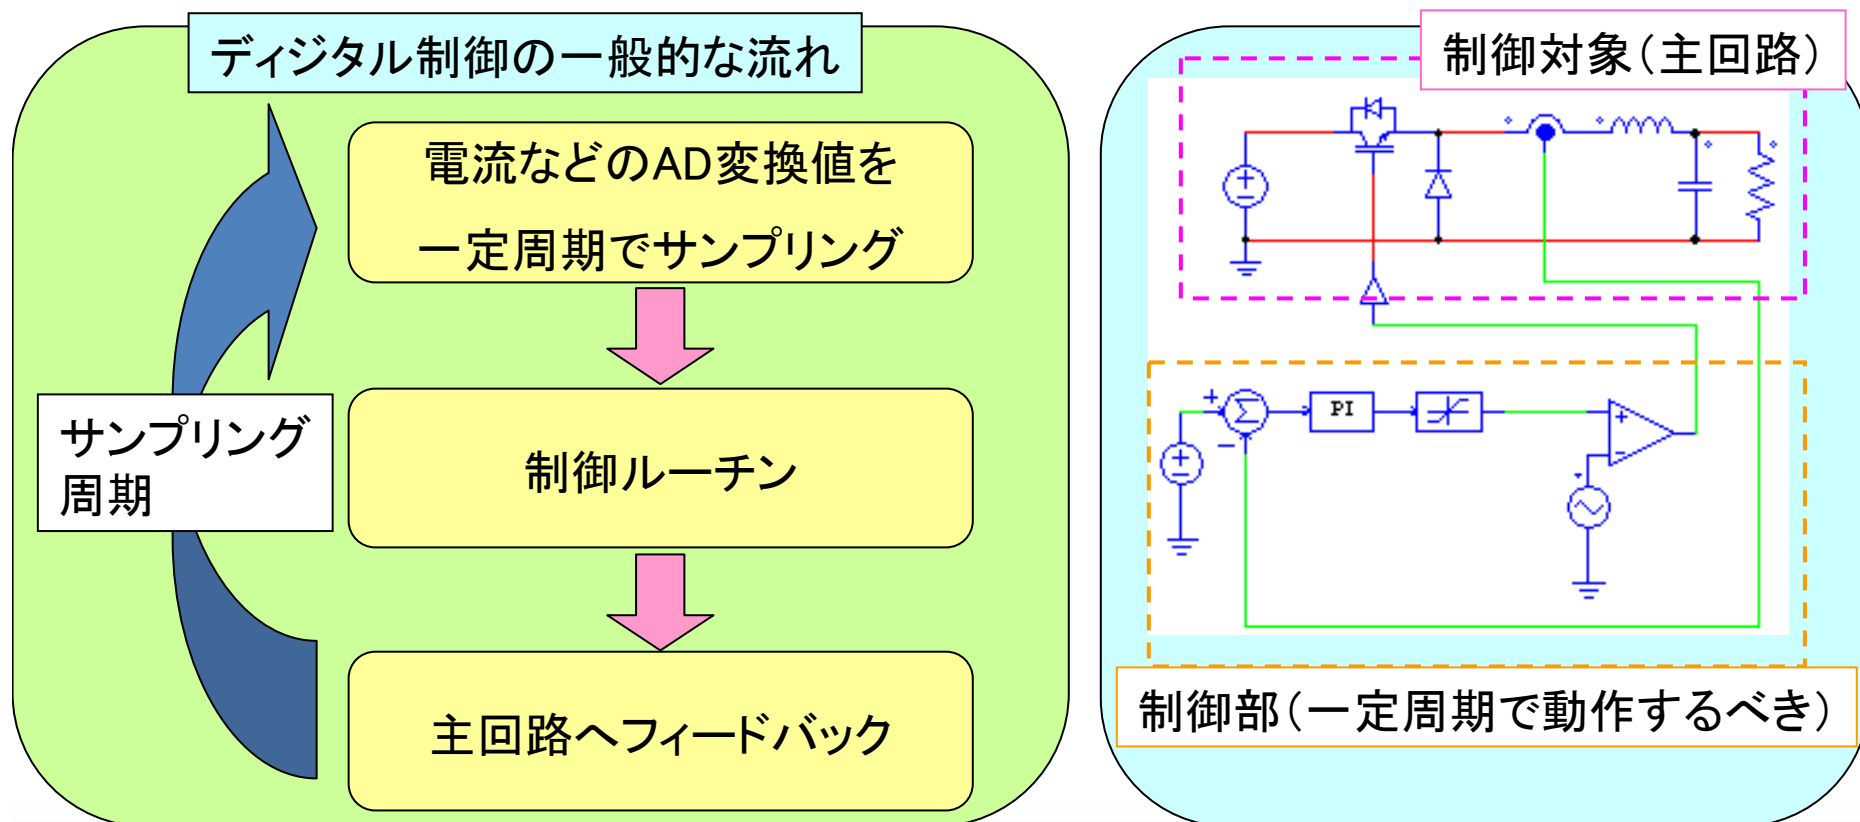 ディジタル制御の一般的な流れ
電流などのAD変換値を
一定周期でサンプリング
制御ルーチン
主回路へフィードバック
サンプリング
周期
制御対象(主回路)
PI
制御部(一定周期で動作するべき)